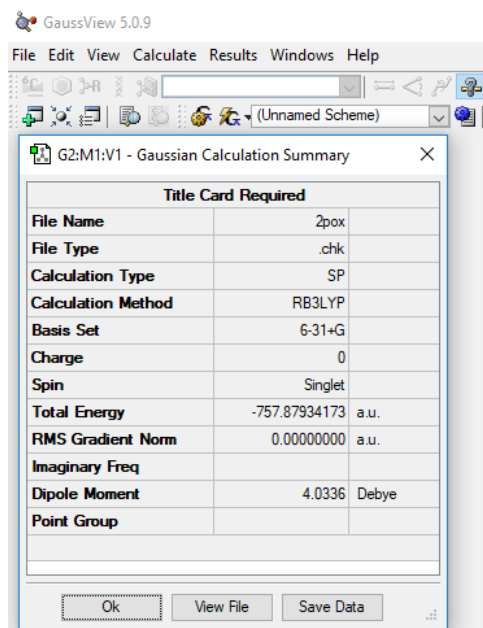 GaussView 5.0.9
File Edit View Calculate Results Windows Help
(Unnamed Scheme)
G2:M1:V1 - Gaussian Calculation Summary
Title Card Required
File Name 2pox
File Type .chk
Calculation Type SP
Calculation Method RB3LYP
Basis Set 6-31+G
Charge 0
Spin Singlet
Total Energy -757.87934173 a.u.
RMS Gradient Norm 0.00000000 a.u.
Imaginary Freq
Dipole Moment 4.0336 Debye
Point Group
Ok View File Save Data